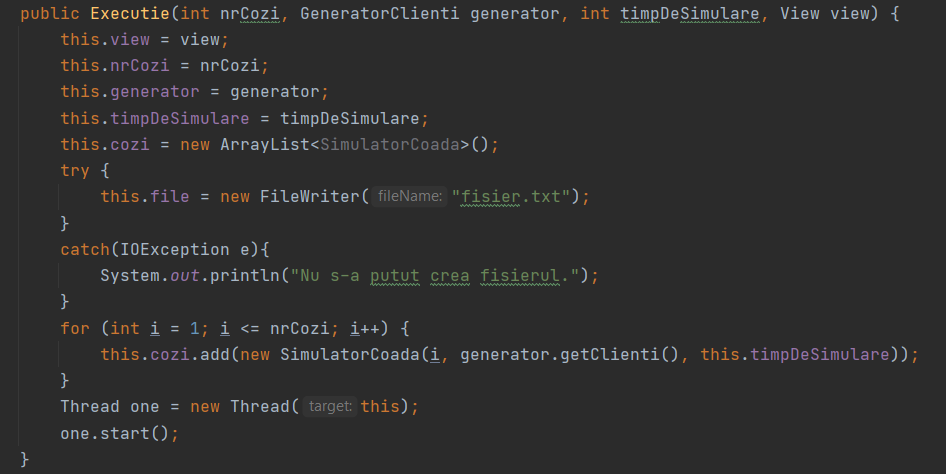 public Executie(int nrCozi, GeneratorClienti generator, int timpDeSimulare, View view) {
this.view = view;
this.nrCozi = nrCozi;
this.generator = generator;
this.timpDeSimulare = timpDeSimulare;
this.cozi = new ArrayList<SimulatorCoada>();
try {
this.file = new FileWriter( fileName: "fisier.txt");
}
catch(IOException e){
System.out.println("Nu s-a putut crea fisierul.");
}
for (int i = 1; i <= nrCozi; i++) {
this.cozi.add(new SimulatorCoada(i, generator.getClienti(), this.timpDeSimulare));
}
Thread one = new Thread( target: this);
one.start();
}